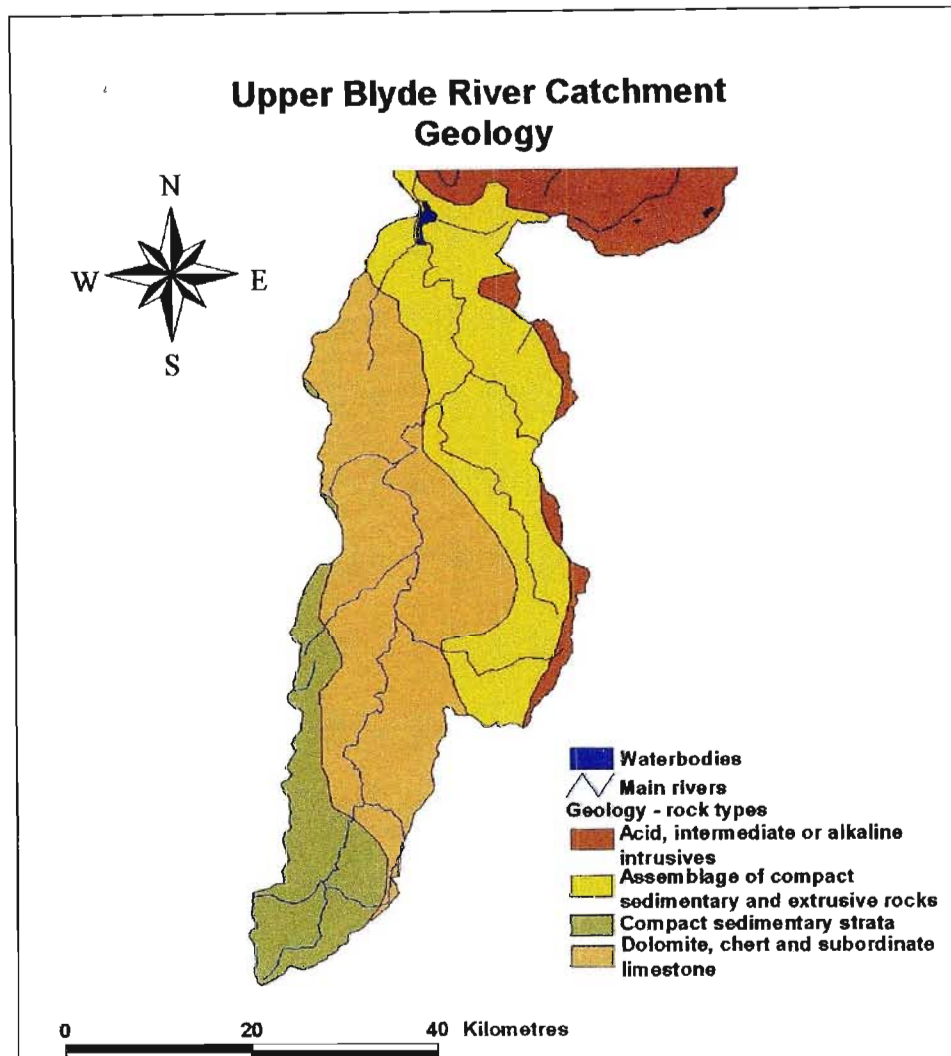 Upper Blyde River Catchment
Geology
N
W
E
S
Waterbodies
Main rivers
Geology - rock types
Acid, intermediate or alkaline
intrusives
Assemblage of compact
sedimentary and extrusive rocks
Compact sedimentary strata
Dolomite, chert and subordinate
limestone
0 20 40 Kilometres